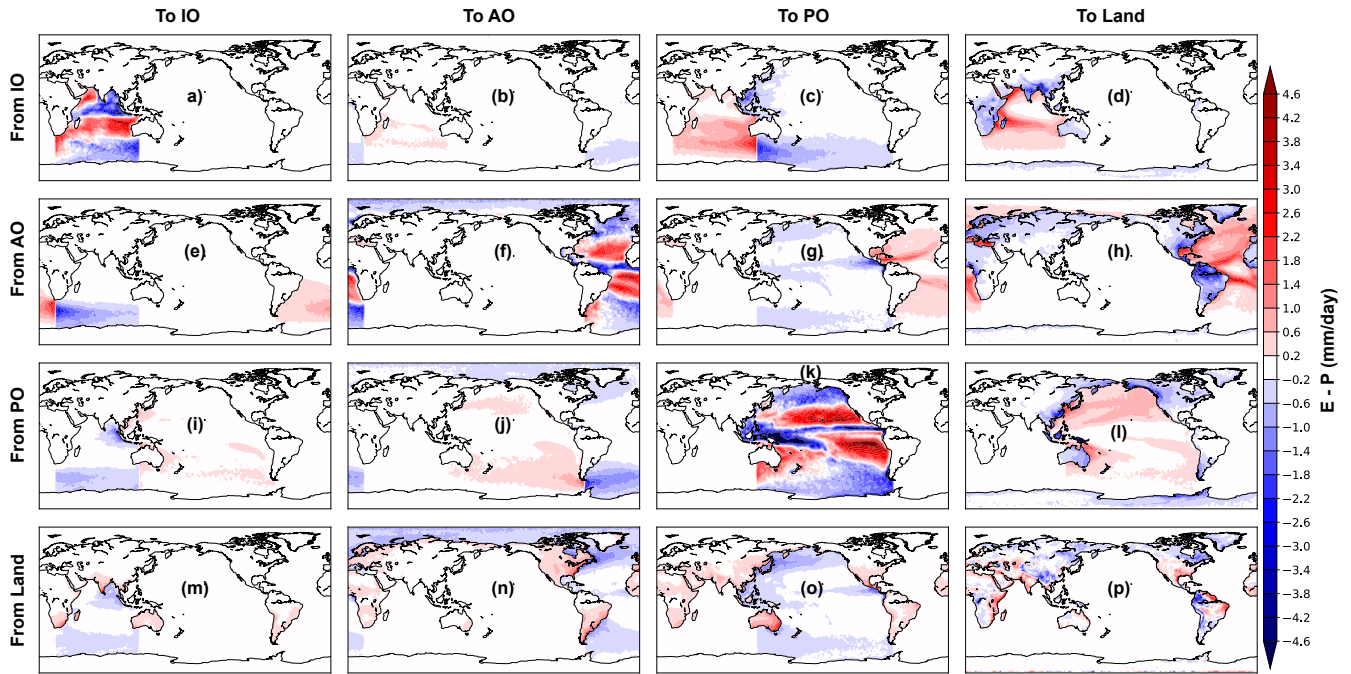 To IO
To AO
To PO
To Land
From IO
a)
(b)
(c)
(d)
From AO
(e)
(f)
(g)
(h)
From PO
(i)
(j)
(k)
(l)
From Land
(m)
(n)
(o)
(p)
4.6
4.2
3.8
3.4
3.0
2.6
2.2
1.8
1.4
1.0
0.6
0.2
−0.2
−0.6
−1.0
−1.4
−1.8
−2.2
−2.6
−3.0
−3.4
−3.8
−4.2
−4.6
E - P (mm/day)